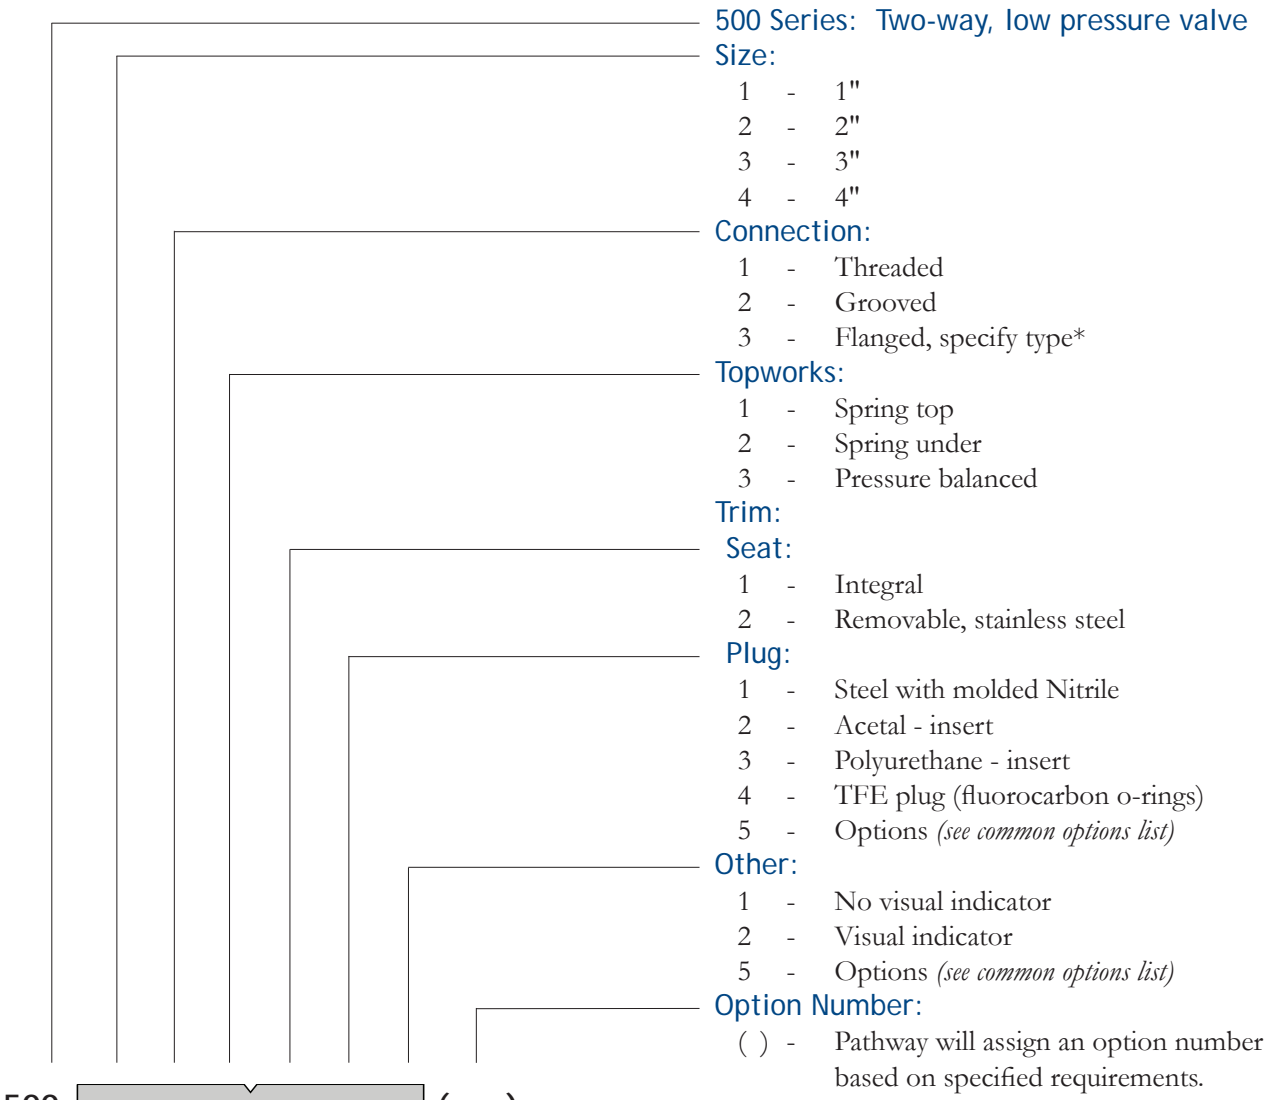 500 Series: Two-way, low pressure valve
Size:
1 - 1"
2 - 2"
3 - 3"
4 - 4"
Connection:
1 - Threaded
2 - Grooved
3 - Flanged, specify type*
Topworks:
1 - Spring top
2 - Spring under
3 - Pressure balanced
Trim:
Seat:
1 - Integral
2 - Removable, stainless steel
Plug:
1 - Steel with molded Nitrile
2 - Acetal - insert
3 - Polyurethane - insert
4 - TFE plug (fluorocarbon o-rings)
5 - Options (see common options list)
Other:
1 - No visual indicator
2 - Visual indicator
5 - Options (see common options list)
Option Number:
( ) - Pathway will assign an option number
based on specified requirements.